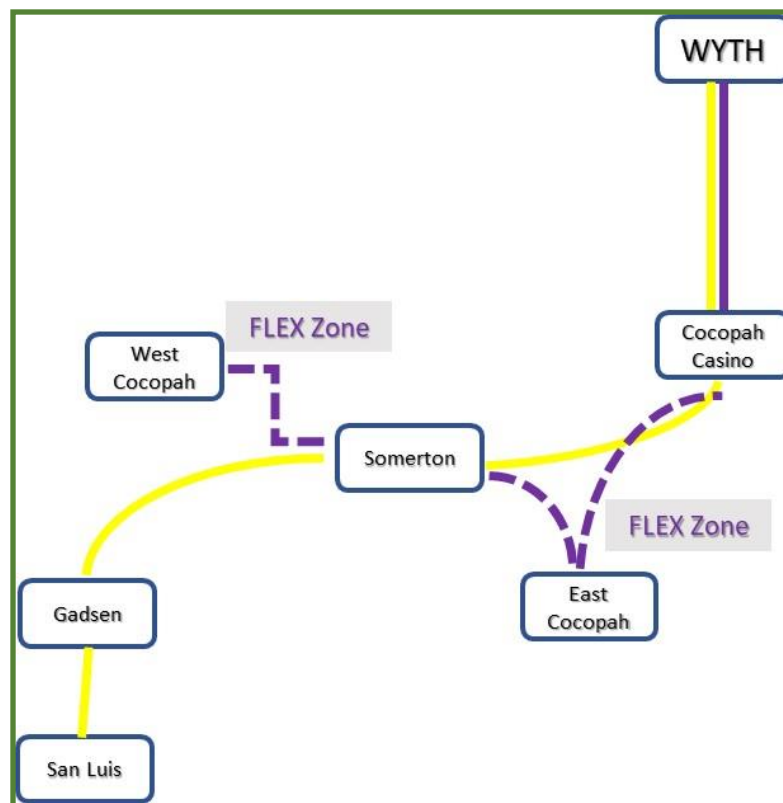 WYTH
FLEX Zone
Cocopah
Casino
West
Cocopah
Somerton
FLEX Zone
East
Cocopah
Gadsen
San Luis